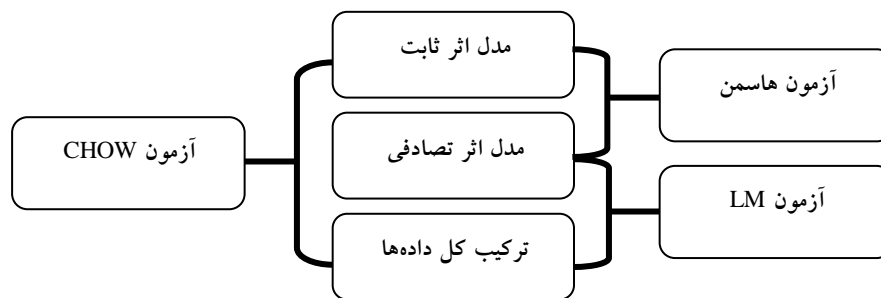 مدل اثر ثابت
آزمون هاسمن
مدل اثر تصادفی
آزمون CHOW
آزمون LM
ترکیب کل داده‌ها